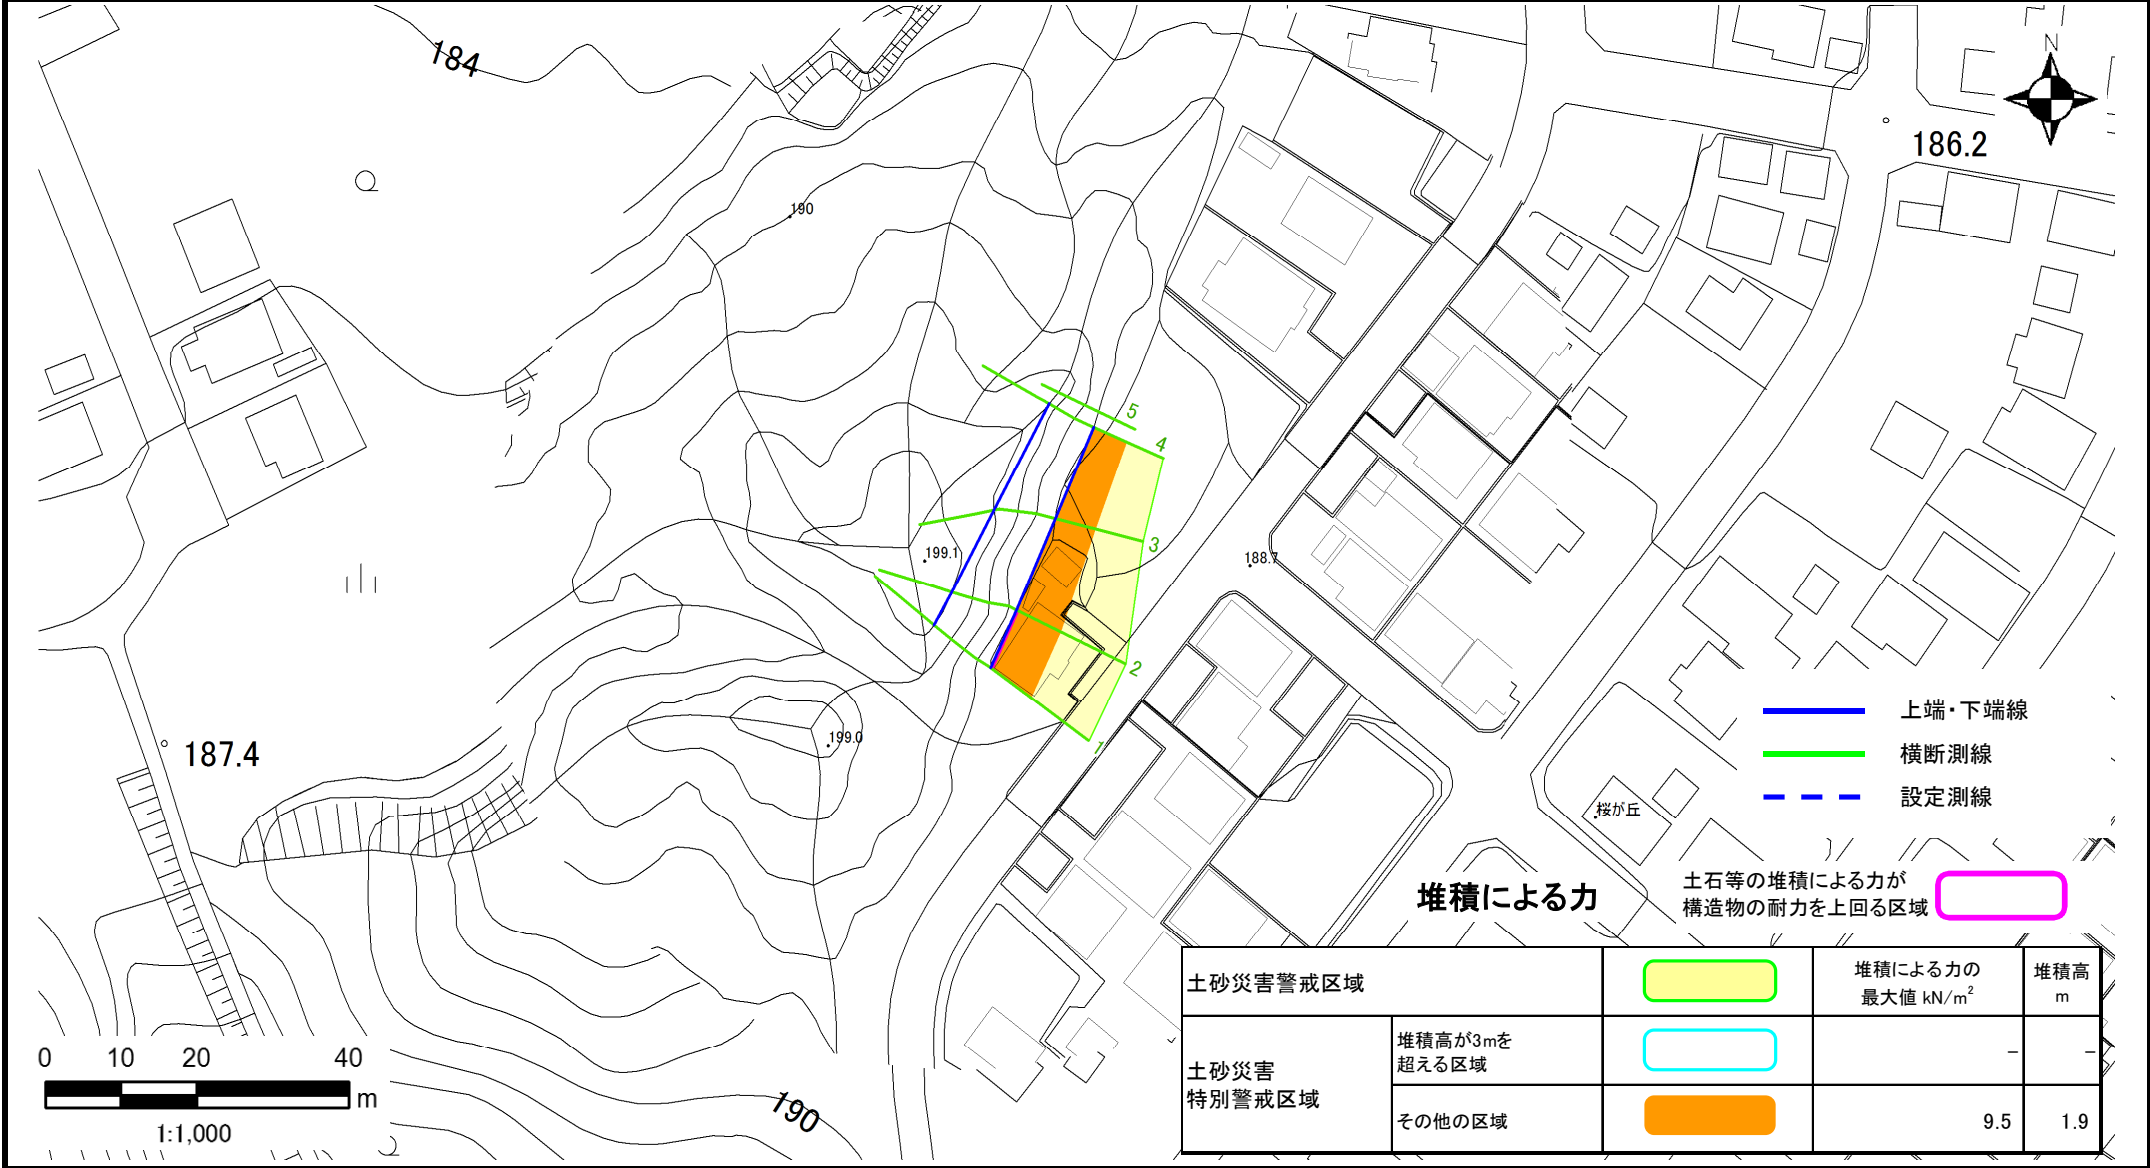 184
N
186.2
190
5
4
3
199.1
188.7
2
1
199.0
187.4
上端・下端線
横断測線
設定測線
桜が丘
堆積による力
土石等の堆積による力が
構造物の耐力を上回る区域
土砂災害警戒区域
堆積による力の
最大値 kN/m²
堆積高
m
土砂災害
特別警戒区域
堆積高が3mを
超える区域
–
–
その他の区域
9.5
1.9
0 10 20 40
m
1:1,000
190